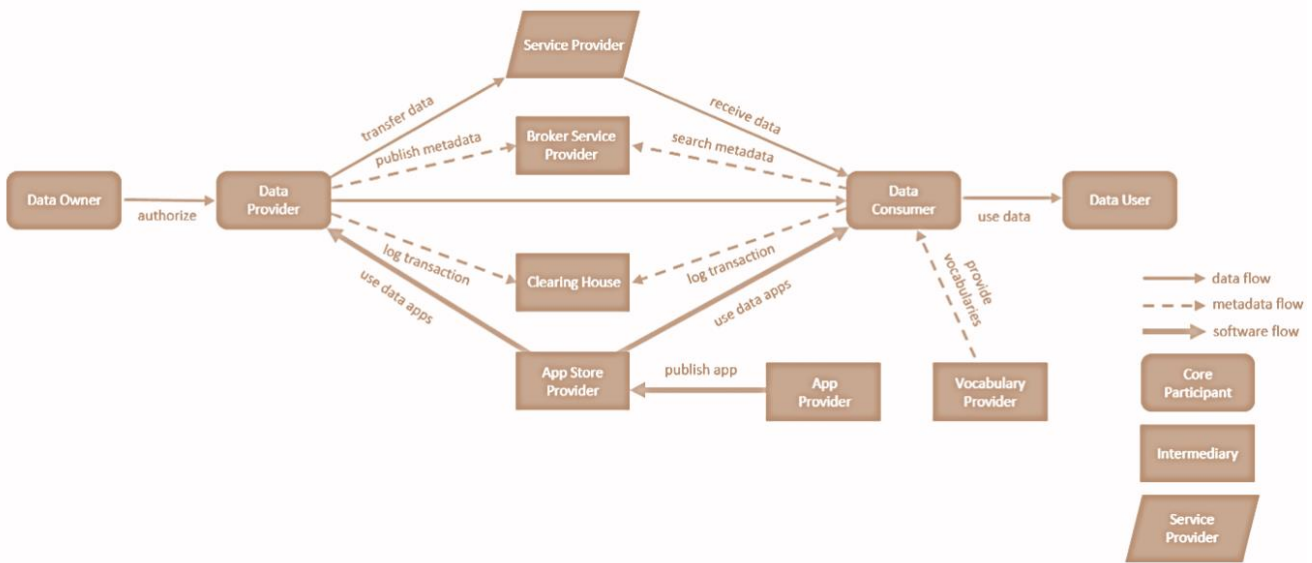 Service Provider
transfer data
receive data
publish metadata
Broker Service
Provider
search metadata
Data Owner
authorize
Data
Provider
Data
Consumer
use data
Data User
log transaction
Clearing House
log transaction
use data apps
use data apps
provide
vocabularies
App Store
Provider
publish app
App
Provider
Vocabulary
Provider
data flow
metadata flow
software flow
Core
Participant
Intermediary
Service
Provider